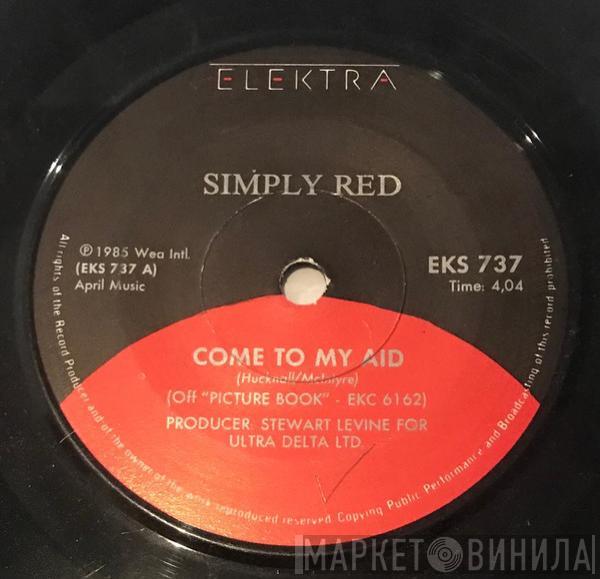 ELEKTRA
SIMPLY RED
℗ 1985 Wea Intl.
(EKS 737 A)
April Music
EKS 737
Time: 4,04
COME TO MY AID
(Hucknall/McIntyre)
(Off "PICTURE BOOK" - EKC 6162)
PRODUCER: STEWART LEVINE FOR
ULTRA DELTA LTD.
All rights of the Record Producer and of the owner of the work reproduced reserved. Copying Public Performance and Broadcasting of this record prohibited
МАРКЕТ ВИНИЛА